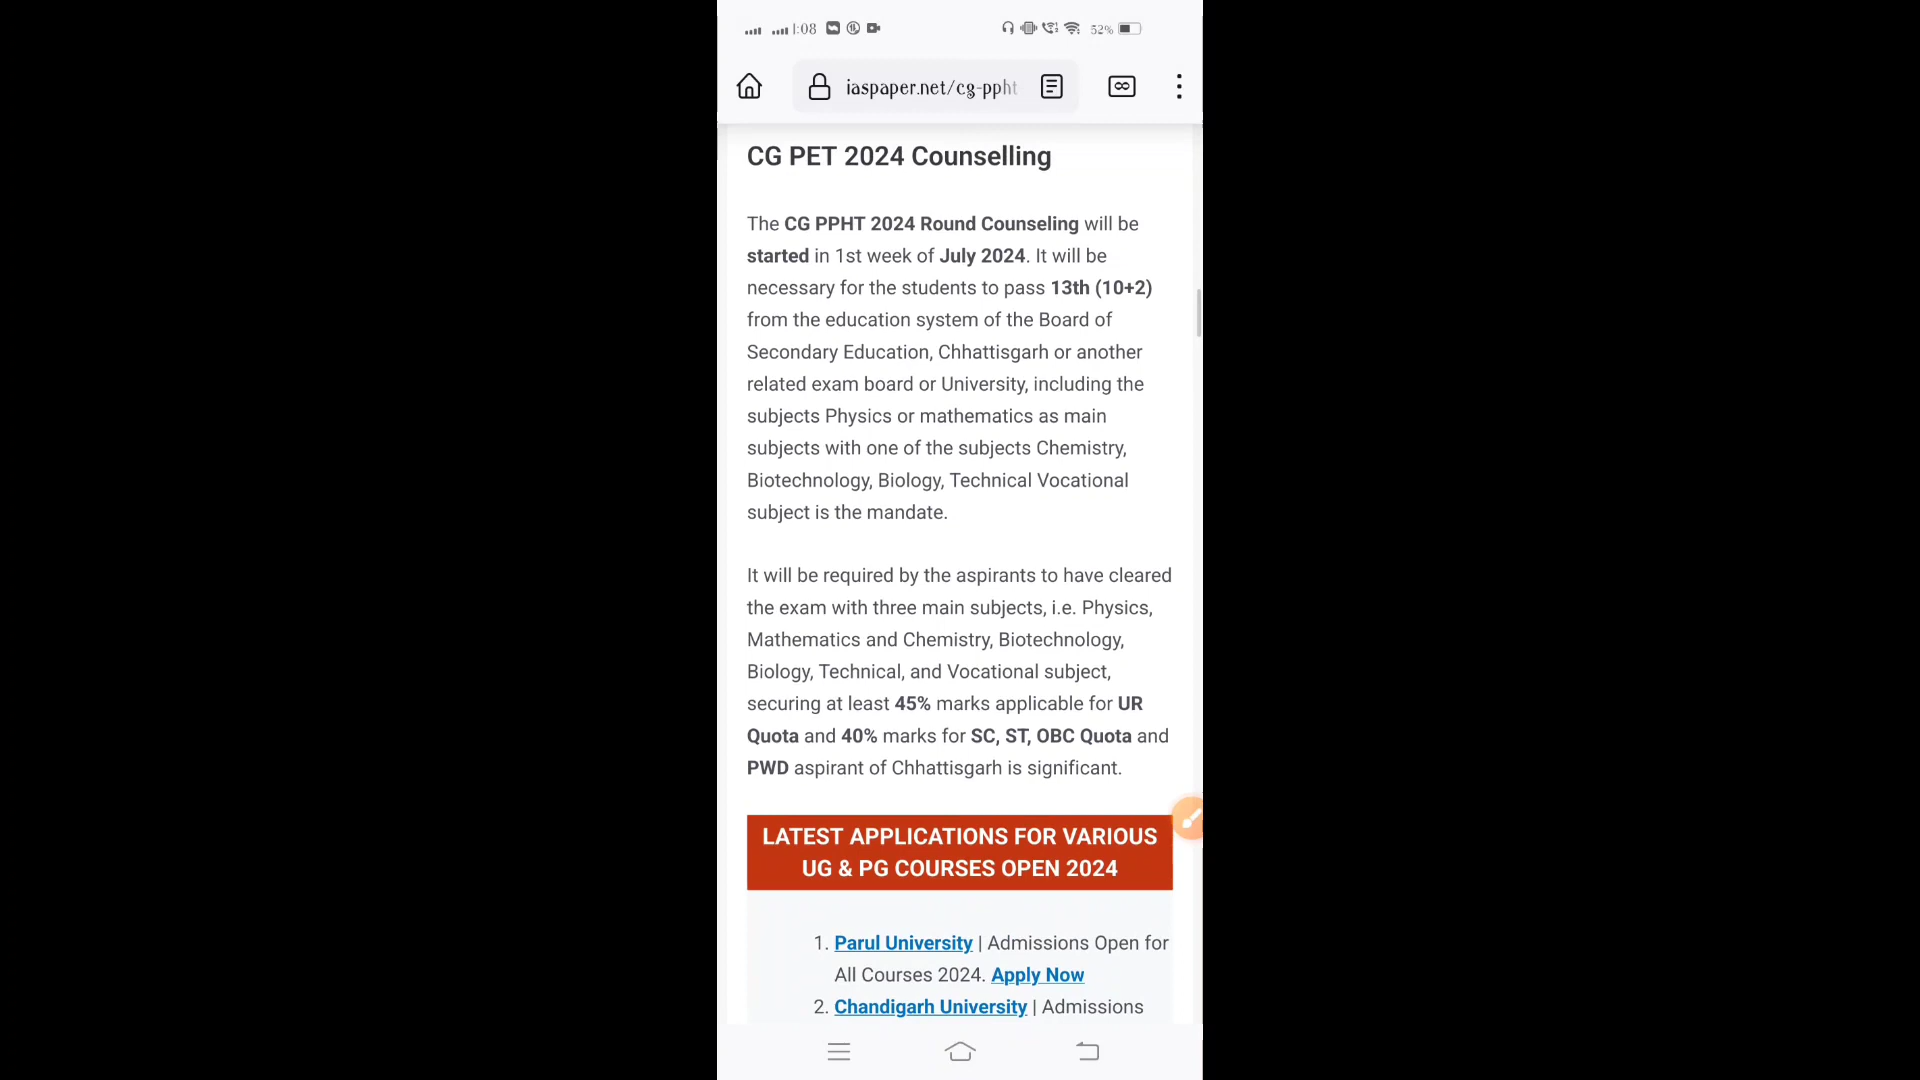 1:08
52%
iaspaper.net/cg-ppht
CG PET 2024 Counselling
The CG PPHT 2024 Round Counseling will be
started in 1st week of July 2024. It will be
necessary for the students to pass 13th (10+2)
from the education system of the Board of
Secondary Education, Chhattisgarh or another
related exam board or University, including the
subjects Physics or mathematics as main
subjects with one of the subjects Chemistry,
Biotechnology, Biology, Technical Vocational
subject is the mandate.
It will be required by the aspirants to have cleared
the exam with three main subjects, i.e. Physics,
Mathematics and Chemistry, Biotechnology,
Biology, Technical, and Vocational subject,
securing at least 45% marks applicable for UR
Quota and 40% marks for SC, ST, OBC Quota and
PWD aspirant of Chhattisgarh is significant.
LATEST APPLICATIONS FOR VARIOUS
UG & PG COURSES OPEN 2024
1. Parul University | Admissions Open for
All Courses 2024. Apply Now
2. Chandigarh University | Admissions